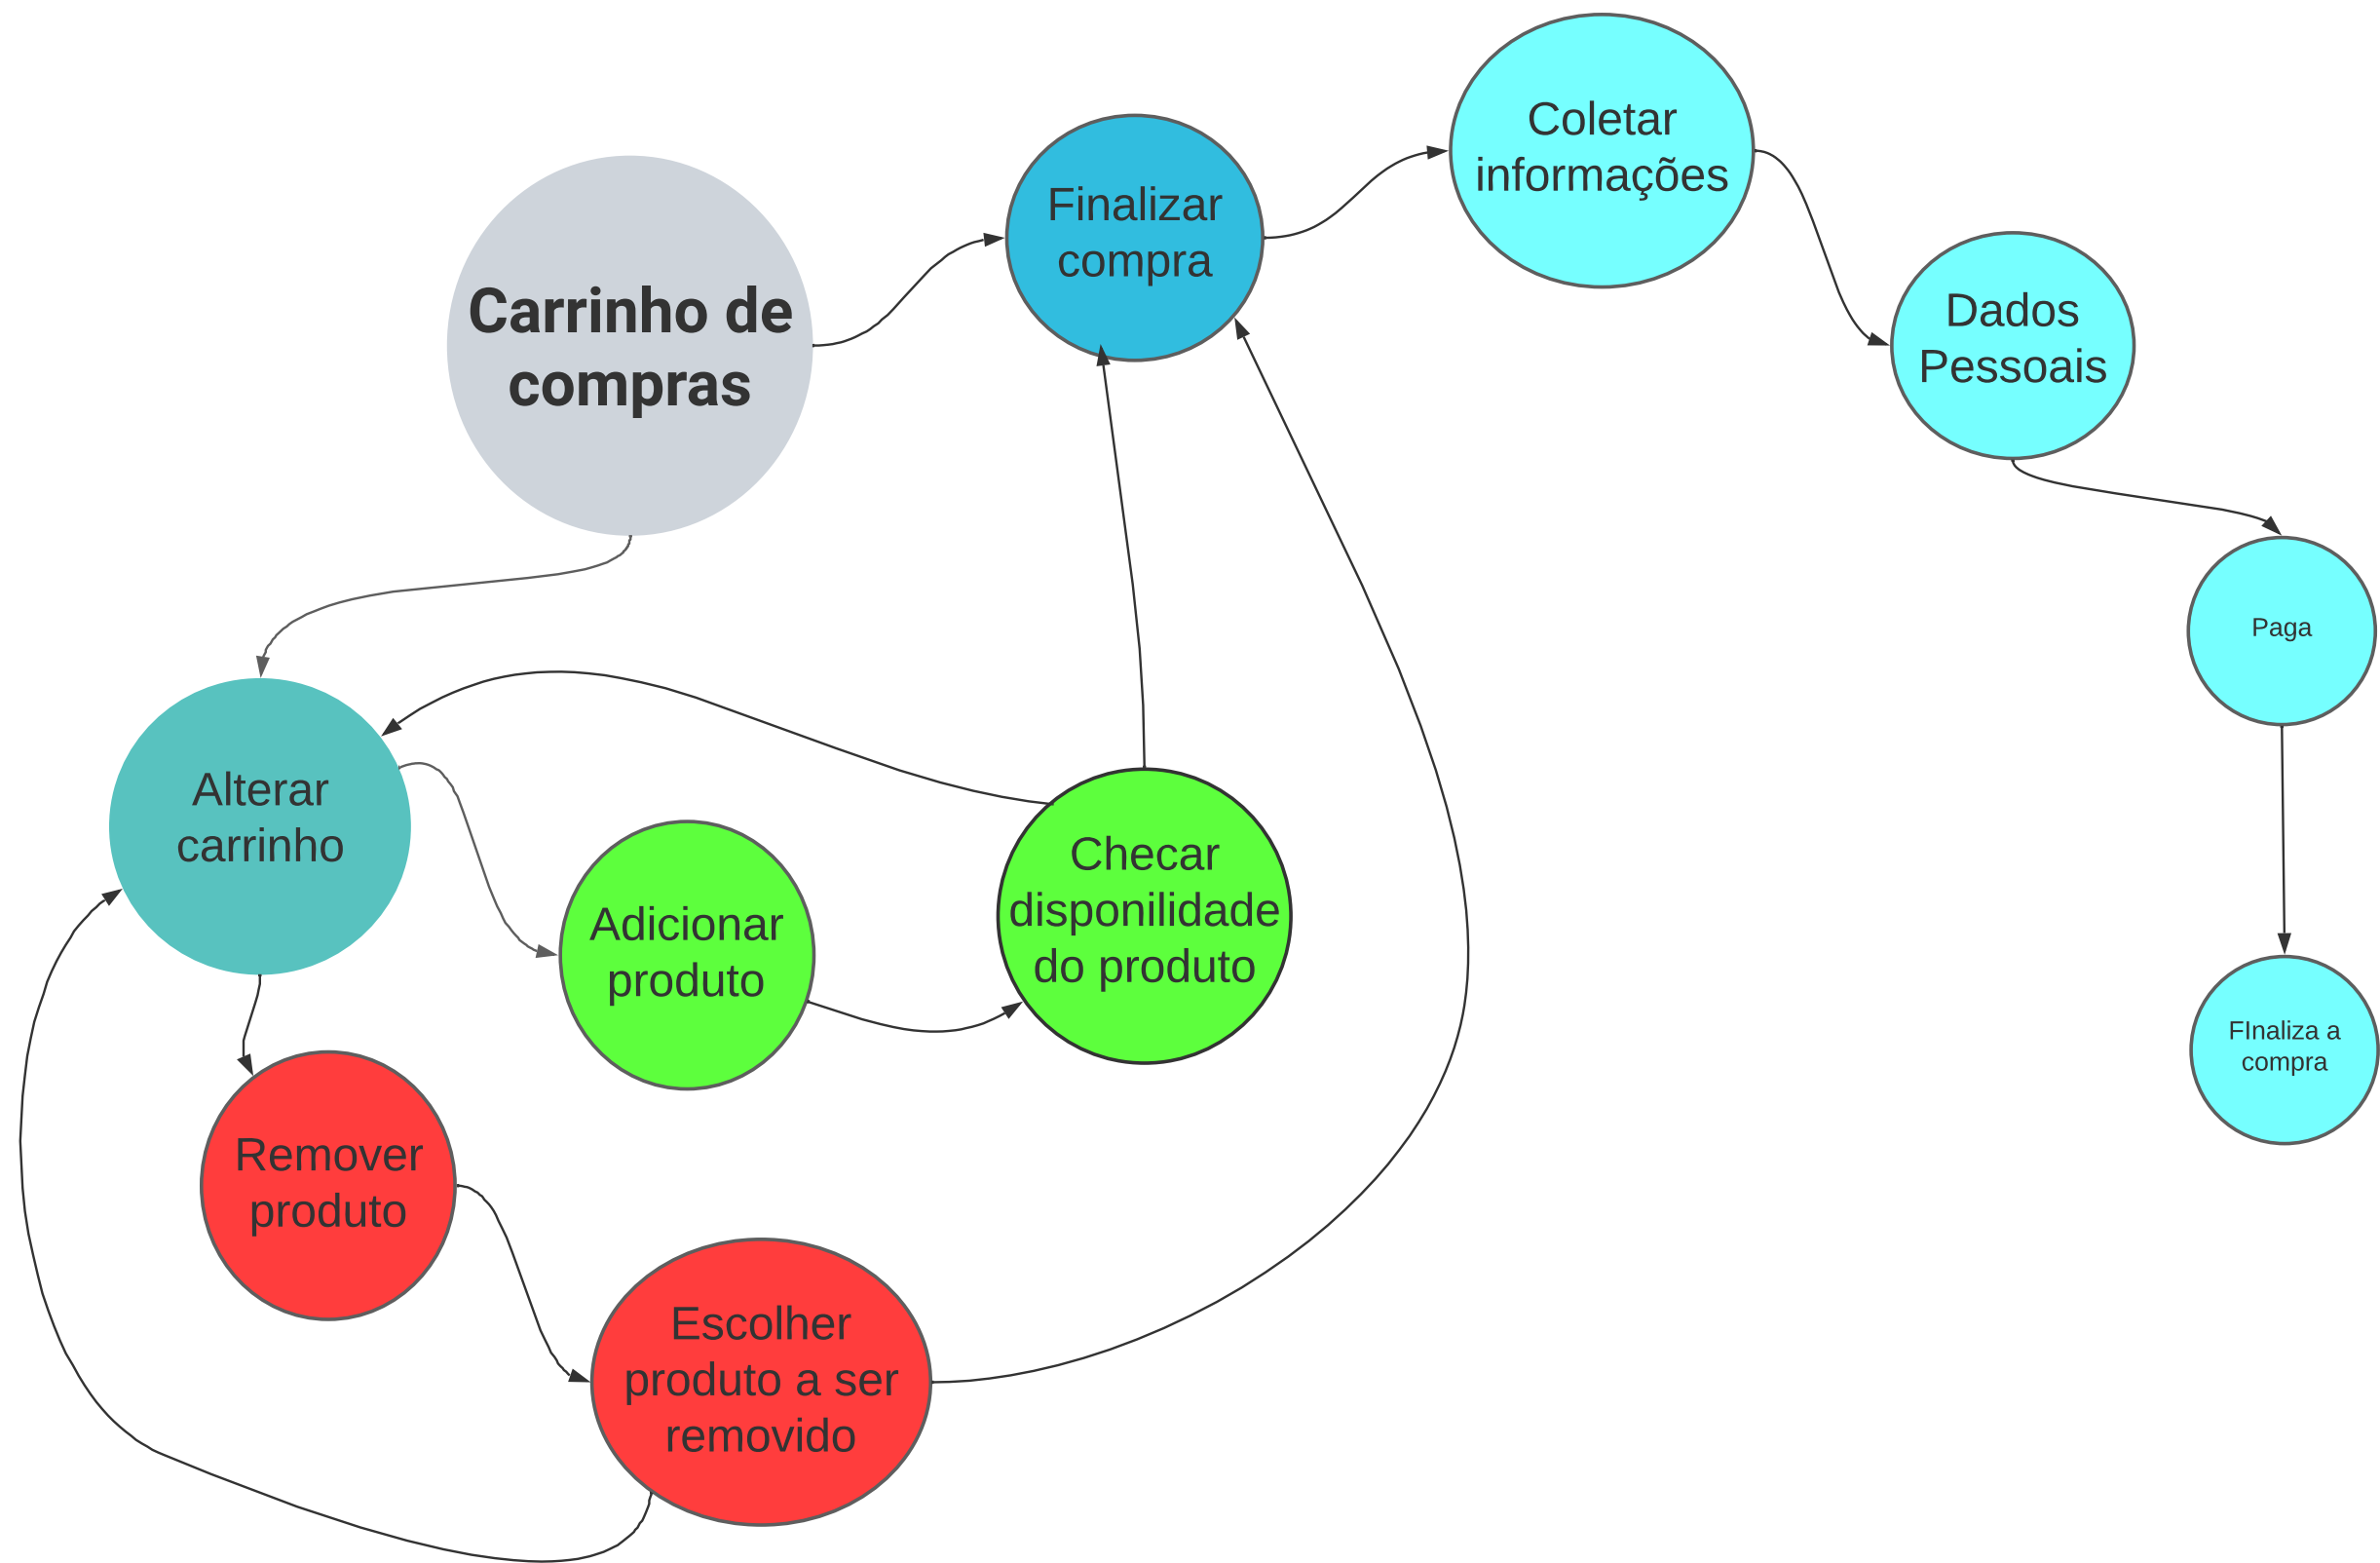 Carrinho de
compras
Finalizar
compra
Coletar
informações
Dados
Pessoais
Paga
FInaliza a
compra
Alterar
carrinho
Adicionar
produto
Checar
disponilidade
do produto
Remover
produto
Escolher
produto a ser
removido